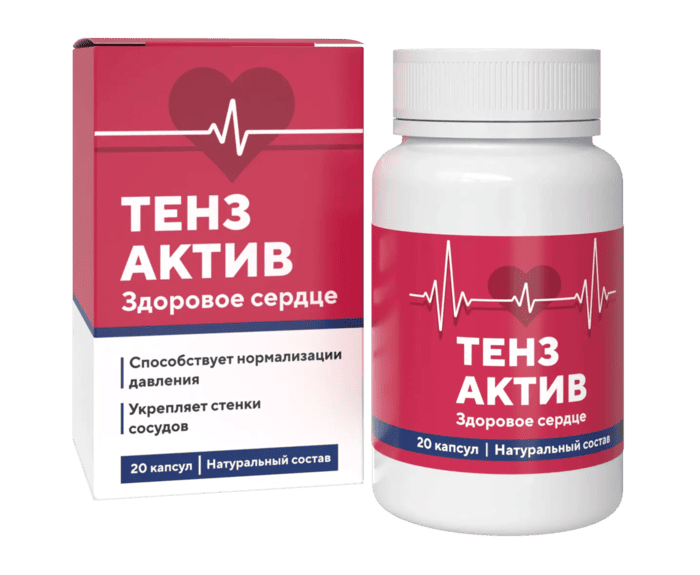 ТЕНЗ
АКТИВ
Здоровое сердце
Способствует нормализации
давления
Укрепляет стенки
сосудов
20 капсул | Натуральный состав
ТЕНЗ
АКТИВ
Здоровое сердце
20 капсул | Натуральный состав